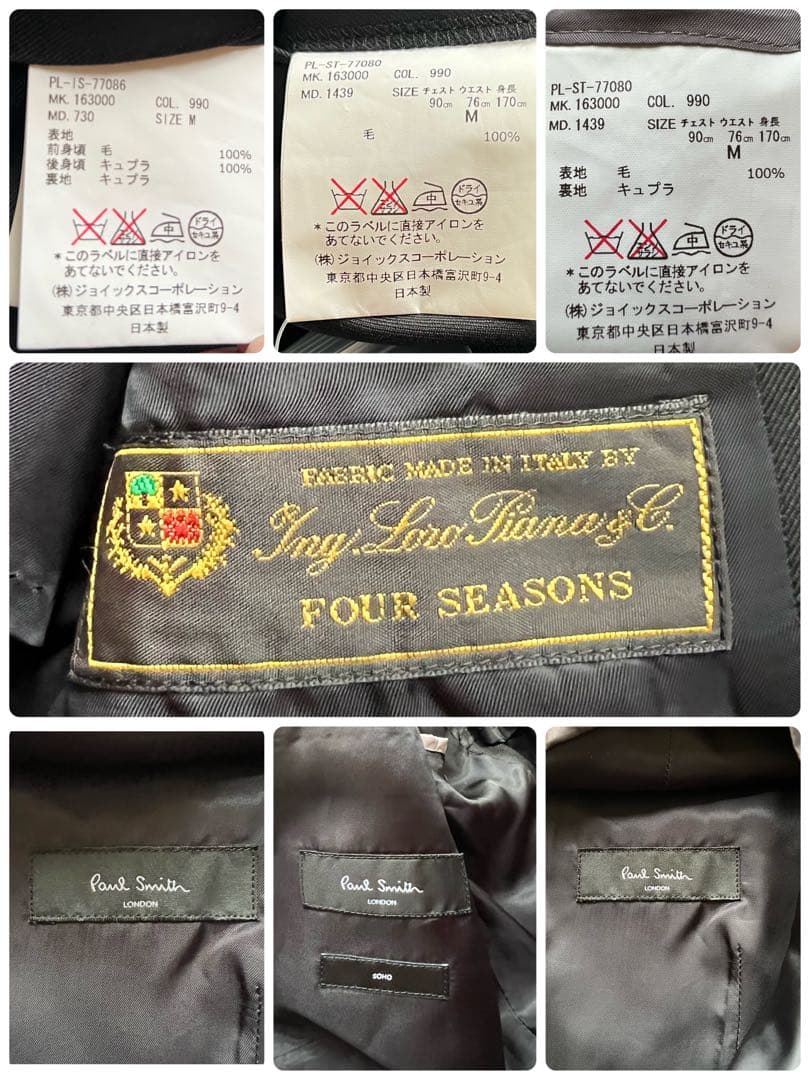 PL-IS-77086
MK. 163000 COL. 990
MD. 730 SIZE M
表地
前身頃 毛 100%
後身頃 キュプラ 100%
裏地 キュプラ
中
ドライ
セキユ系
*このラベルに直接アイロンを
あてないでください。
(株)ジョイックスコーポレーション
東京都中央区日本橋富沢町9-4
日本製
PL-ST-77080
MK. 163000 COL. 990
MD. 1439 SIZE チェスト ウエスト 身長
90㎝ 76㎝ 170㎝
M
毛 100%
中
ドライ
セキユ系
*このラベルに直接アイロンを
あてないでください。
(株)ジョイックスコーポレーション
東京都中央区日本橋富沢町9-4
日本製
PL-ST-77080
MK. 163000 COL. 990
MD. 1439 SIZE チェスト ウエスト 身長
90㎝ 76㎝ 170㎝
M
表地 毛 100%
裏地 キュプラ
中
ドライ
セキユ系
*このラベルに直接アイロンを
あてないでください。
(株)ジョイックスコーポレーション
東京都中央区日本橋富沢町9-4
日本製
FABRIC MADE IN ITALY BY
Ing. Loro Piana & C.
FOUR SEASONS
Paul Smith
LONDON
Paul Smith
LONDON
SOHO
Paul Smith
LONDON